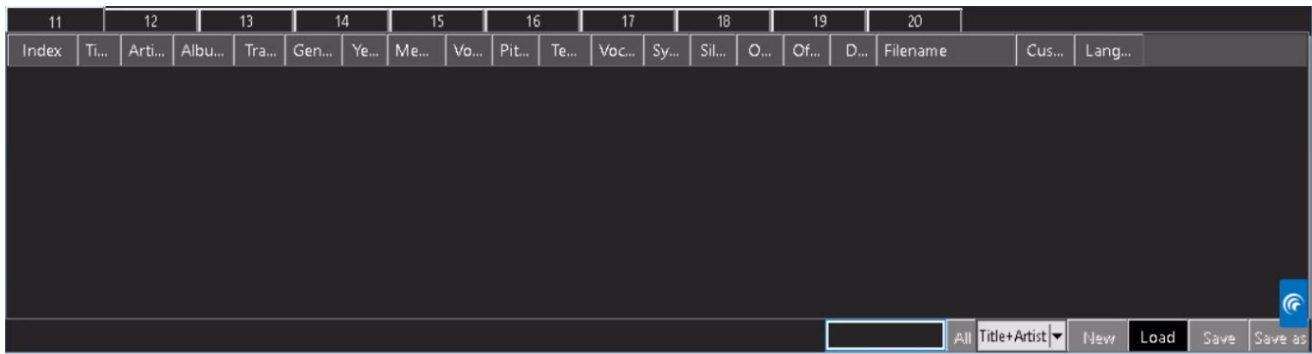 11 12 13 14 15 16 17 18 19 20
Index Ti... Arti... Albu... Tra... Gen... Ye... Me... Vo... Pit... Te... Voc... Sy... Sil... O... Of... D... Filename Cus... Lang...
All Title+Artist New Load Save Save as